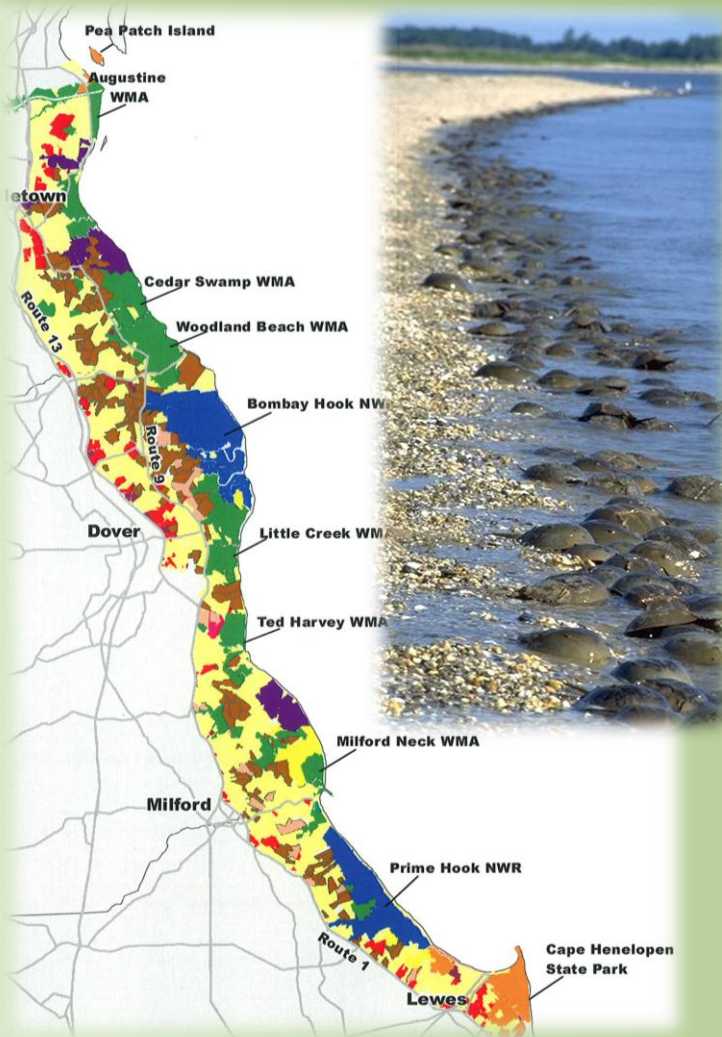 Pea Patch Island
Augustine
WMA
letown
Cedar Swamp WMA
Route 13
Woodland Beach WMA
Bombay Hook NW
Route 9
Dover
Little Creek WMA
Ted Harvey WMA
Milford Neck WMA
Milford
Prime Hook NWR
Route 1
Cape Henelopen
State Park
Lewes